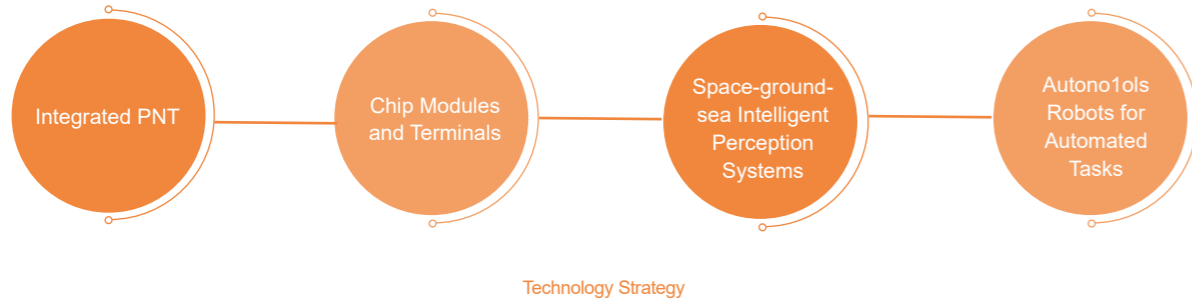 Integrated PNT
Chip Modules
and Terminals
Space-ground-
sea Intelligent
Perception
Systems
Autono1ols
Robots for
Automated
Tasks
Technology Strategy